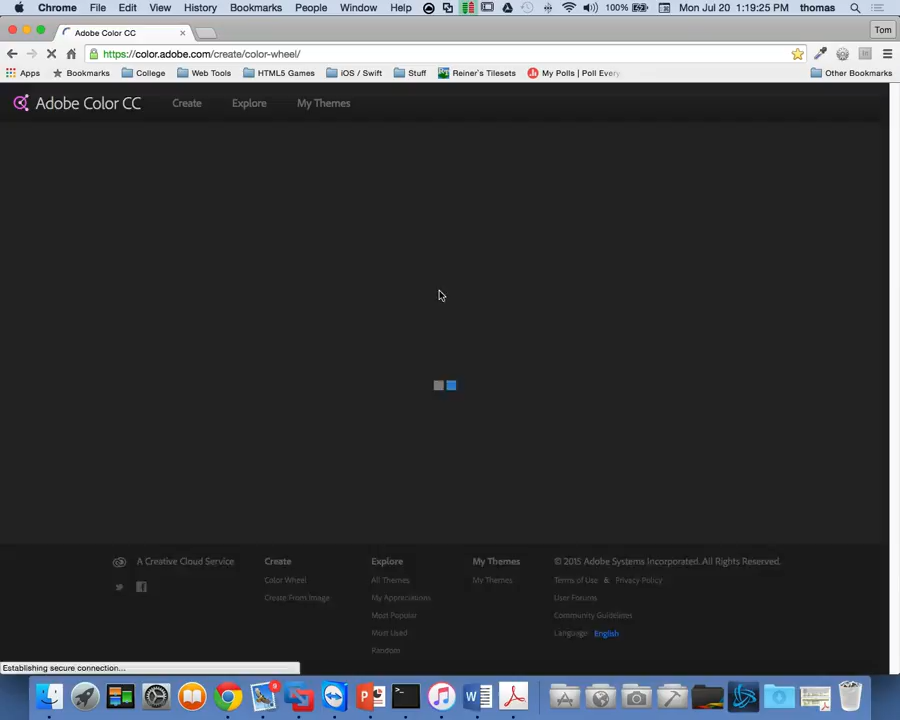 Chrome File Edit View History Bookmarks People Window Help 100% Mon Jul 20 1:19:25 PM thomas
Adobe Color CC Tom
https://color.adobe.com/create/color-wheel/
Apps Bookmarks College Web Tools HTML5 Games iOS / Swift Stuff Reiner's Tilesets My Polls | Poll Every Other Bookmarks
Adobe Color CC Create Explore My Themes
A Creative Cloud Service Create Explore My Themes © 2015 Adobe Systems Incorporated. All Rights Reserved.
Color Wheel All Themes My Themes Terms of Use & Privacy Policy
Create From Image My Appreciations User Forums
Most Popular Community Guidelines
Most Used Language English
Random
Establishing secure connection...